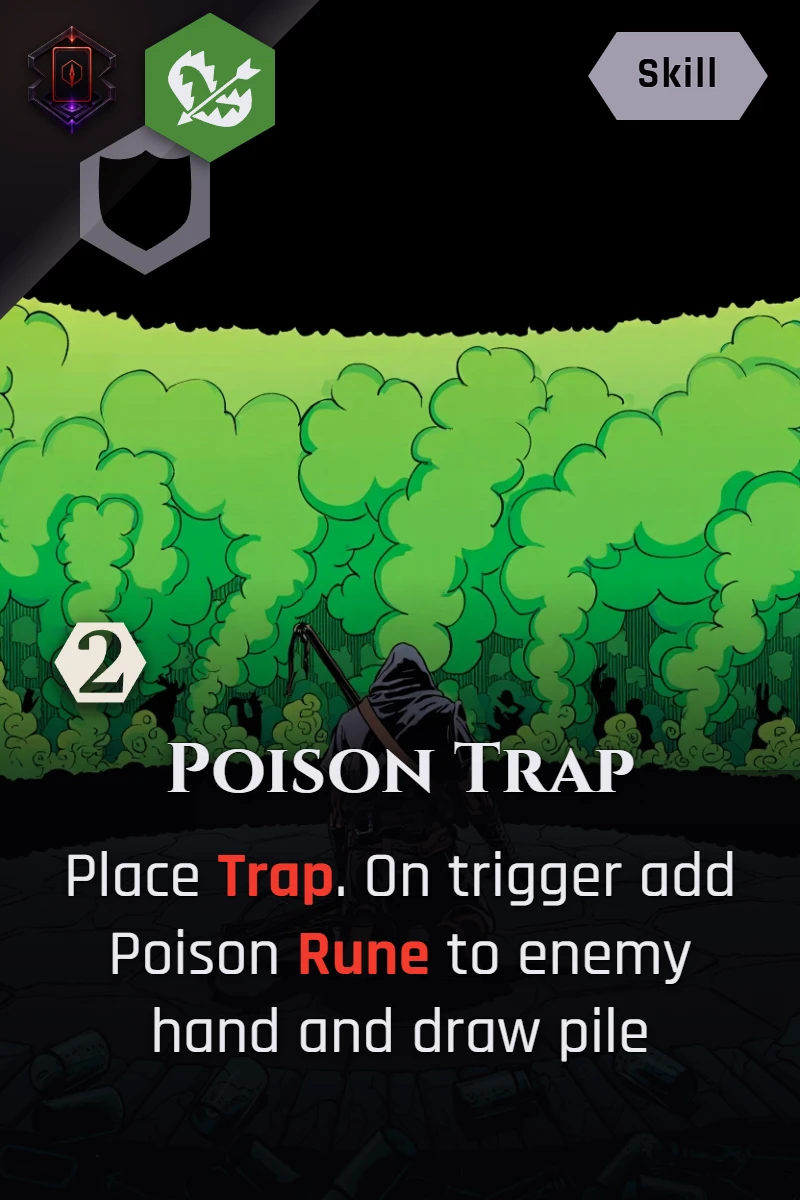 Skill
2
Poison Trap
Place Trap. On trigger add
Poison Rune to enemy
hand and draw pile